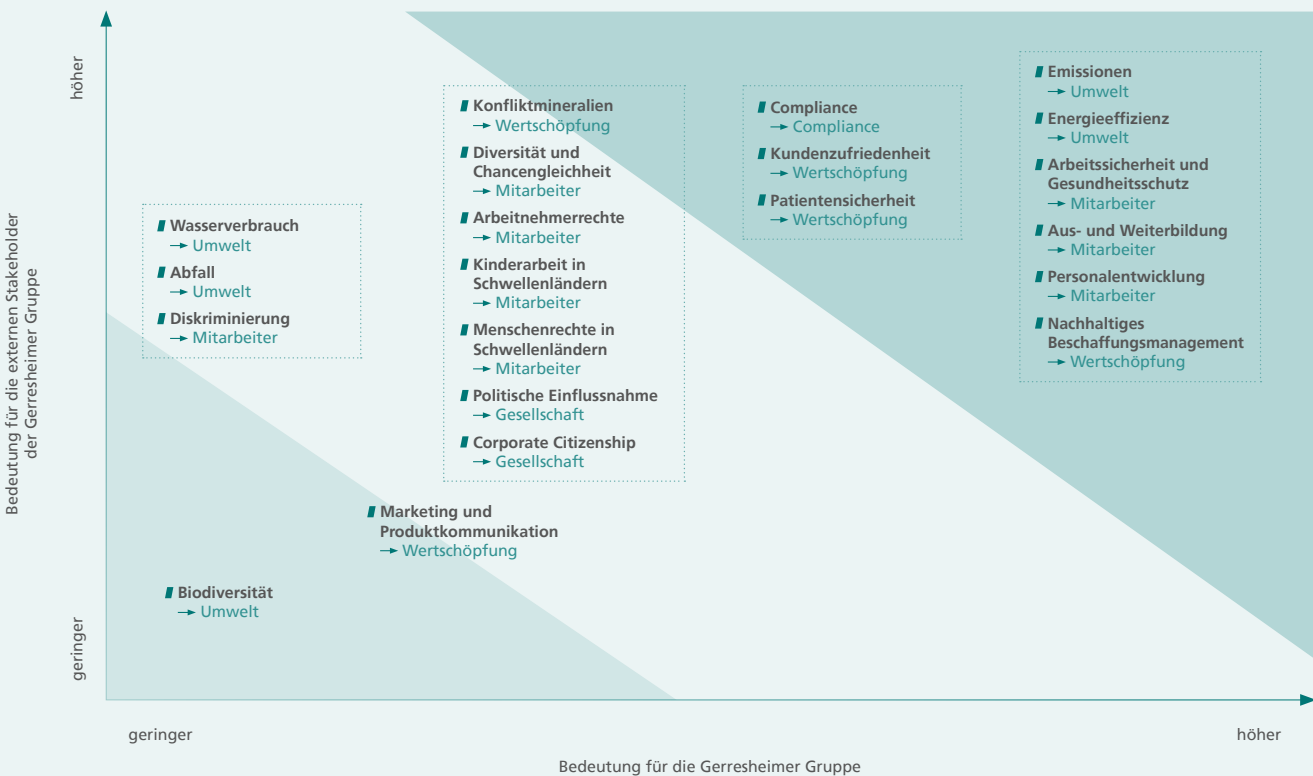 höher
Bedeutung für die externen Stakeholder
der Gerresheimer Gruppe
geringer
Wasserverbrauch
→ Umwelt
Abfall
→ Umwelt
Diskriminierung
→ Mitarbeiter
Konfliktmineralien
→ Wertschöpfung
Diversität und
Chancengleichheit
→ Mitarbeiter
Arbeitnehmerrechte
→ Mitarbeiter
Kinderarbeit in
Schwellenländern
→ Mitarbeiter
Menschenrechte in
Schwellenländern
→ Mitarbeiter
Politische Einflussnahme
→ Gesellschaft
Corporate Citizenship
→ Gesellschaft
Compliance
→ Compliance
Kundenzufriedenheit
→ Wertschöpfung
Patientensicherheit
→ Wertschöpfung
Emissionen
→ Umwelt
Energieeffizienz
→ Umwelt
Arbeitssicherheit und
Gesundheitsschutz
→ Mitarbeiter
Aus- und Weiterbildung
→ Mitarbeiter
Personalentwicklung
→ Mitarbeiter
Nachhaltiges
Beschaffungsmanagement
→ Wertschöpfung
Marketing und
Produktkommunikation
→ Wertschöpfung
Biodiversität
→ Umwelt
geringer
höher
Bedeutung für die Gerresheimer Gruppe